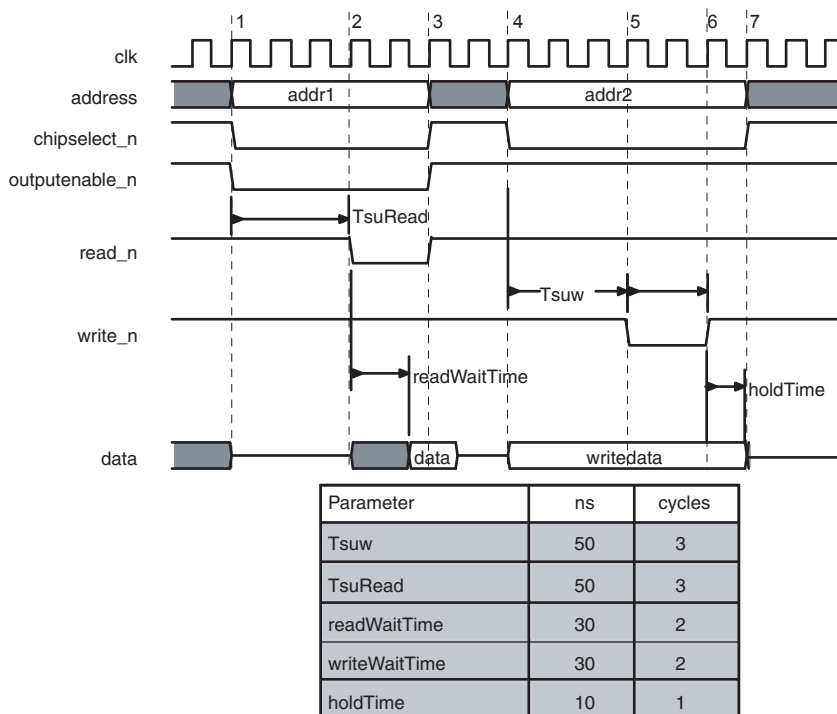 1 2 3 4 5 6 7
clk
address addr1 addr2
chipselect_n
outputenable_n
TsuRead
read_n
Tsuw
write_n
readWaitTime
holdTime
data data writedata
Parameter ns cycles
Tsuw 50 3
TsuRead 50 3
readWaitTime 30 2
writeWaitTime 30 2
holdTime 10 1